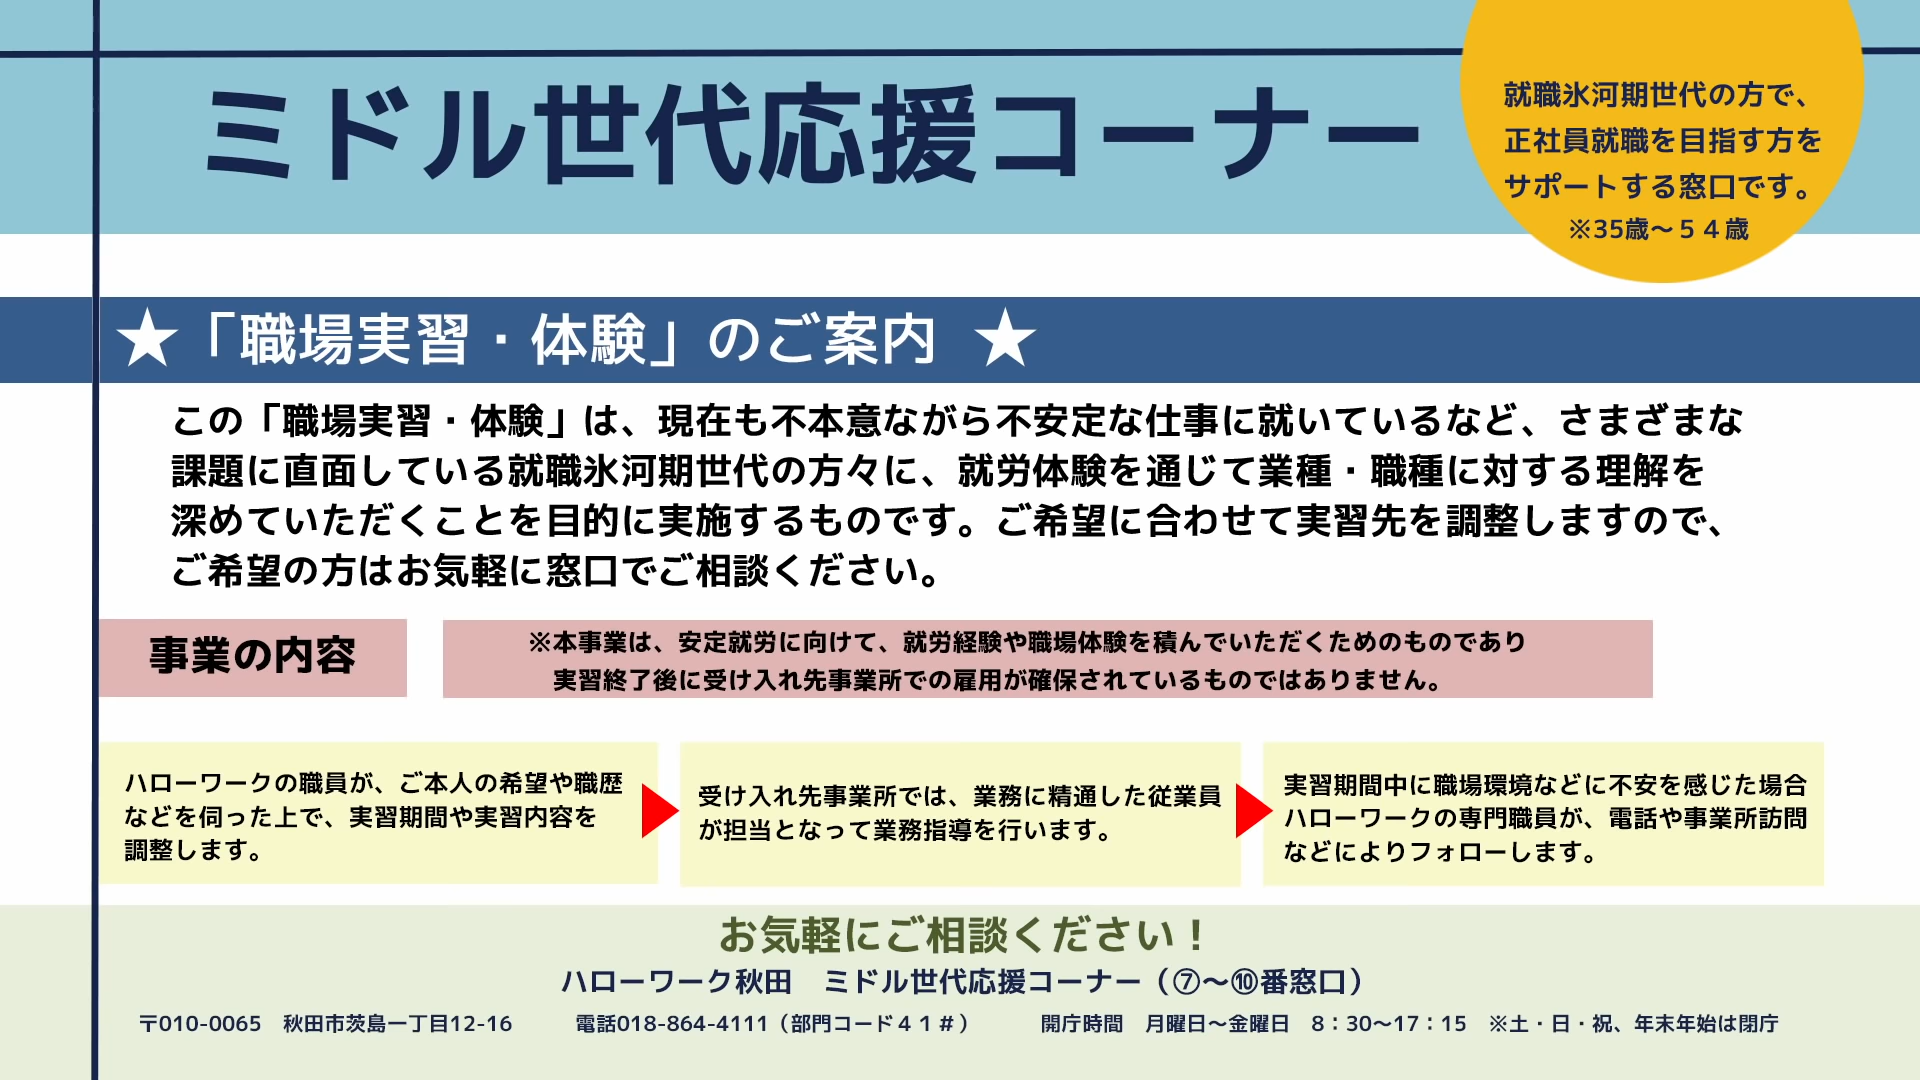 ミドル世代応援コーナー
就職氷河期世代の方で、
正社員就職を目指す方を
サポートする窓口です。
※35歳～５４歳
★「職場実習・体験」のご案内 ★
この「職場実習・体験」は、現在も不本意ながら不安定な仕事に就いているなど、さまざまな
課題に直面している就職氷河期世代の方々に、就労体験を通じて業種・職種に対する理解を
深めていただくことを目的に実施するものです。ご希望に合わせて実習先を調整しますので、
ご希望の方はお気軽に窓口でご相談ください。
事業の内容
※本事業は、安定就労に向けて、就労経験や職場体験を積んでいただくためのものであり
実習終了後に受け入れ先事業所での雇用が確保されているものではありません。
ハローワークの職員が、ご本人の希望や職歴
などを伺った上で、実習期間や実習内容を
調整します。
受け入れ先事業所では、業務に精通した従業員
が担当となって業務指導を行います。
実習期間中に職場環境などに不安を感じた場合
ハローワークの専門職員が、電話や事業所訪問
などによりフォローします。
お気軽にご相談ください！
ハローワーク秋田　ミドル世代応援コーナー（⑦～⑩番窓口）
〒010-0065　秋田市茨島一丁目12-16　　　電話018-864-4111（部門コード４１＃）　　　開庁時間　月曜日～金曜日　8：30～17：15　※土・日・祝、年末年始は閉庁